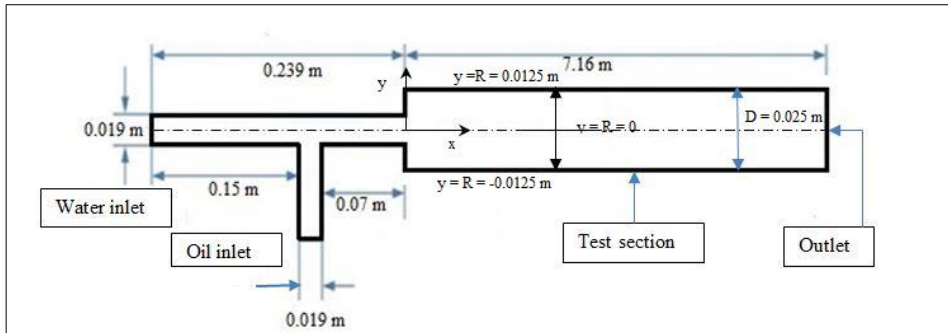 0.239 m
7.16 m
y
y =R = 0.0125 m
0.019 m
D = 0.025 m
y = R = 0
x
0.15 m
0.07 m
y = R = -0.0125 m
Water inlet
Oil inlet
Test section
Outlet
0.019 m